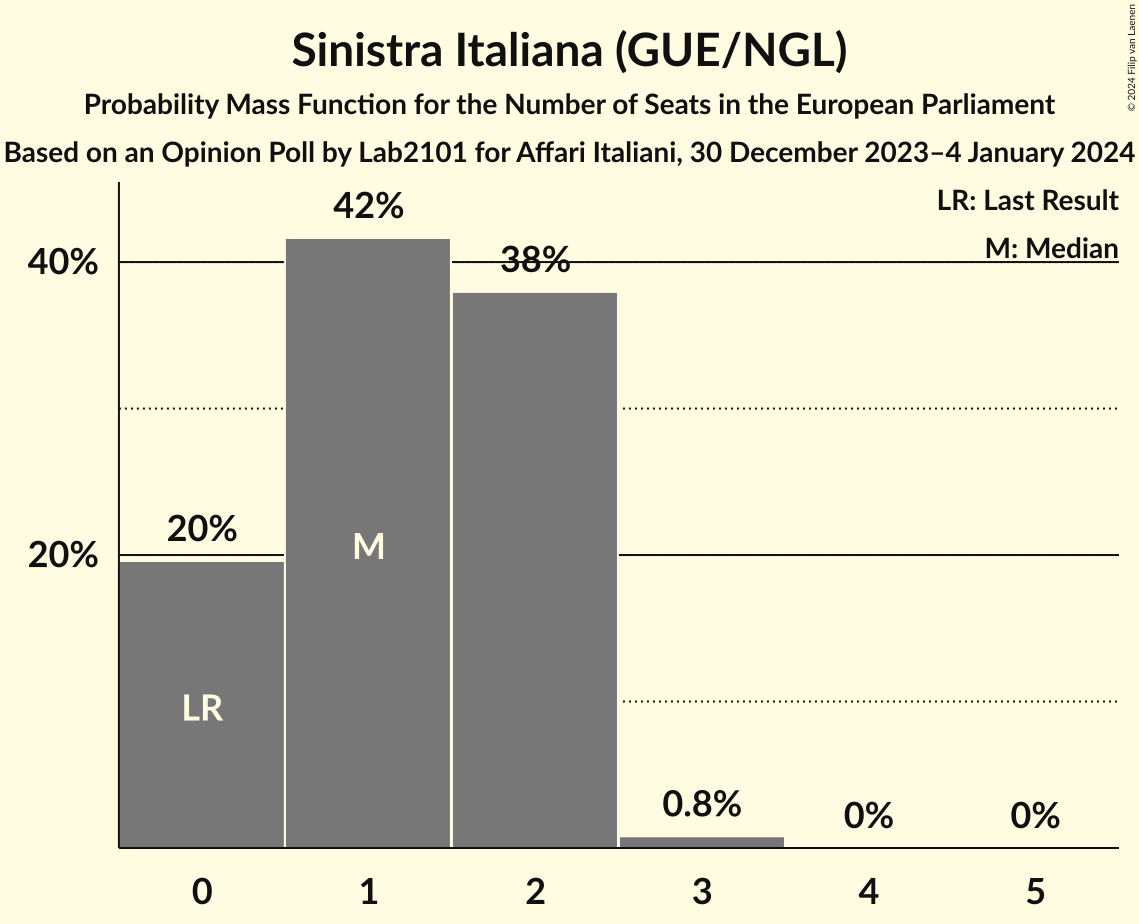 Sinistra Italiana (GUE/NGL)
Probability Mass Function for the Number of Seats in the European Parliament
Based on an Opinion Poll by Lab2101 for Affari Italiani, 30 December 2023–4 January 2024
© 2024 Filip van Laenen
LR: Last Result
M: Median
42%
38%
40%
20%
20%
M
LR
0.8%
0%
0%
0
1
2
3
4
5